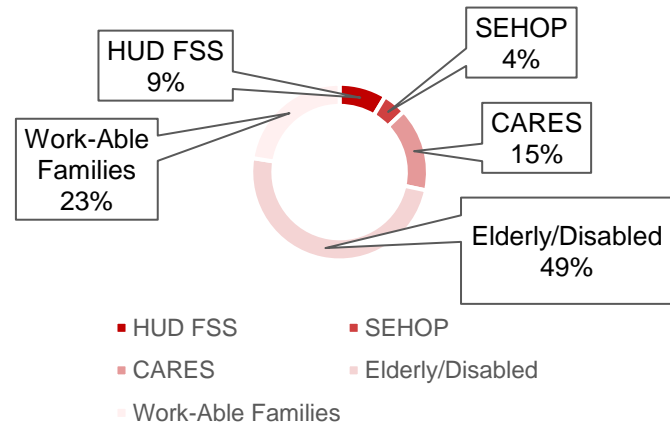 HUD FSS
9%
SEHOP
4%
CARES
15%
Work-Able
Families
23%
Elderly/Disabled
49%
HUD FSS
SEHOP
CARES
Elderly/Disabled
Work-Able Families